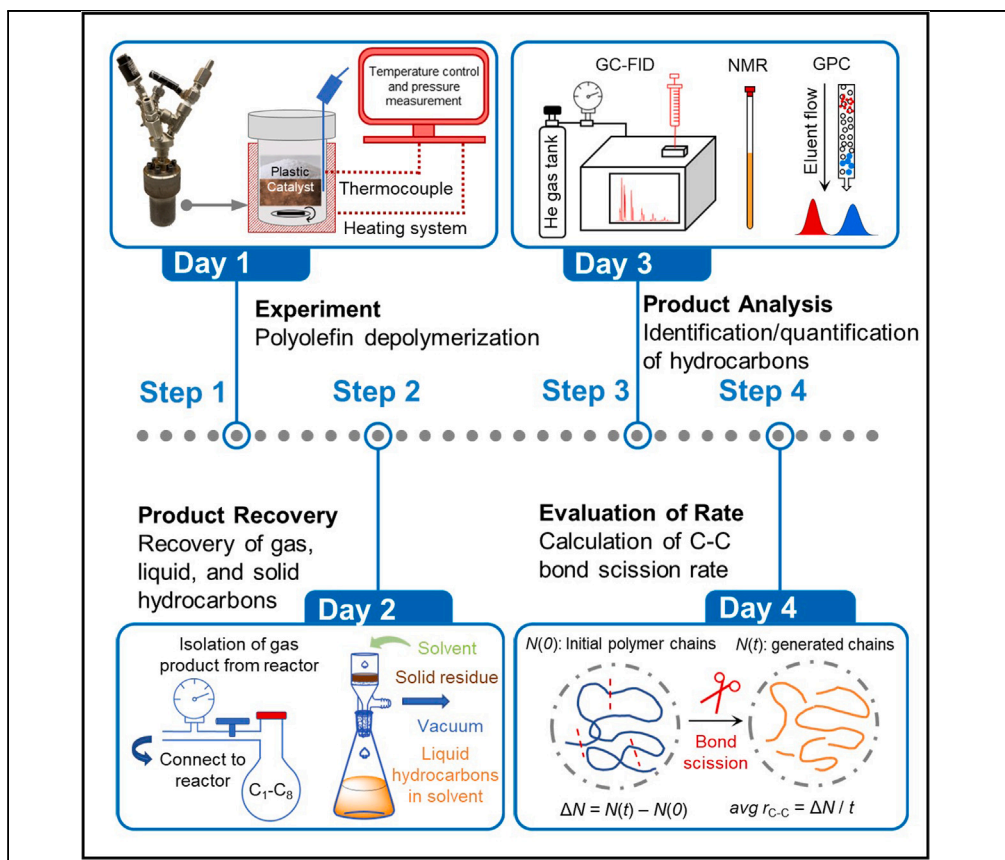 Temperature control
and pressure
measurement
Plastic
Catalyst
Thermocouple
Heating system
Day 1
Experiment
Polyolefin depolymerization
GC-FID
NMR
GPC
He gas tank
Eluent flow
Day 3
Product Analysis
Identification/quantification
of hydrocarbons
Step 1
Step 2
Step 3
Step 4
Product Recovery
Recovery of gas,
liquid, and solid
hydrocarbons
Day 2
Isolation of gas
product from reactor
Connect to
reactor
C₁-C₈
Solvent
Solid residue
Vacuum
Liquid
hydrocarbons
in solvent
Evaluation of Rate
Calculation of C-C
bond scission rate
Day 4
N(0): Initial polymer chains
N(t): generated chains
Bond
scission
ΔN = N(t) – N(0)
avg r_C-C = ΔN / t